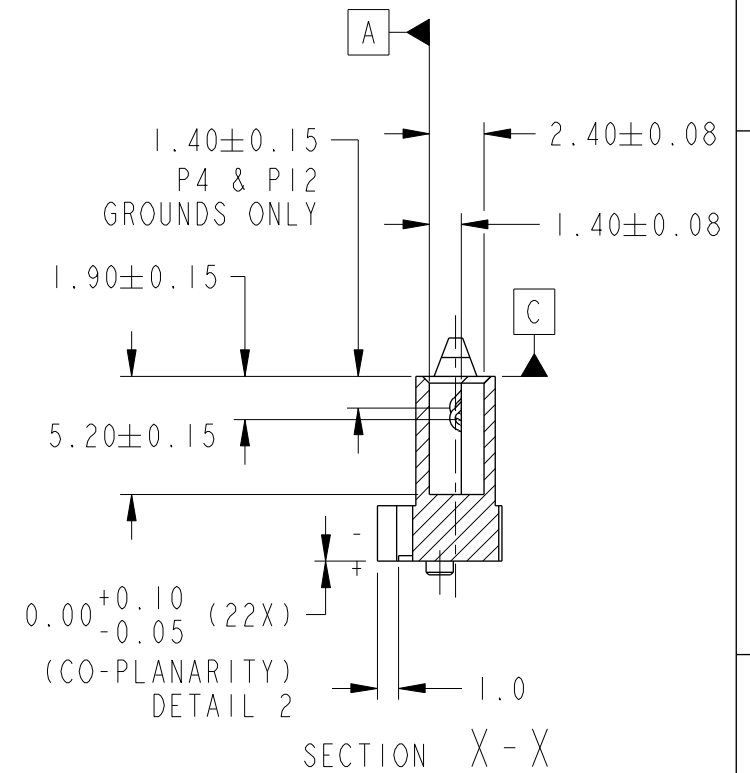 A
1.40±0.15
P4 & P12
GROUNDS ONLY
2.40±0.08
1.40±0.08
1.90±0.15
C
5.20±0.15
-
+
0.00 +0.10 (22X)
-0.05
(CO-PLANARITY)
DETAIL 2
1.0
SECTION X-X